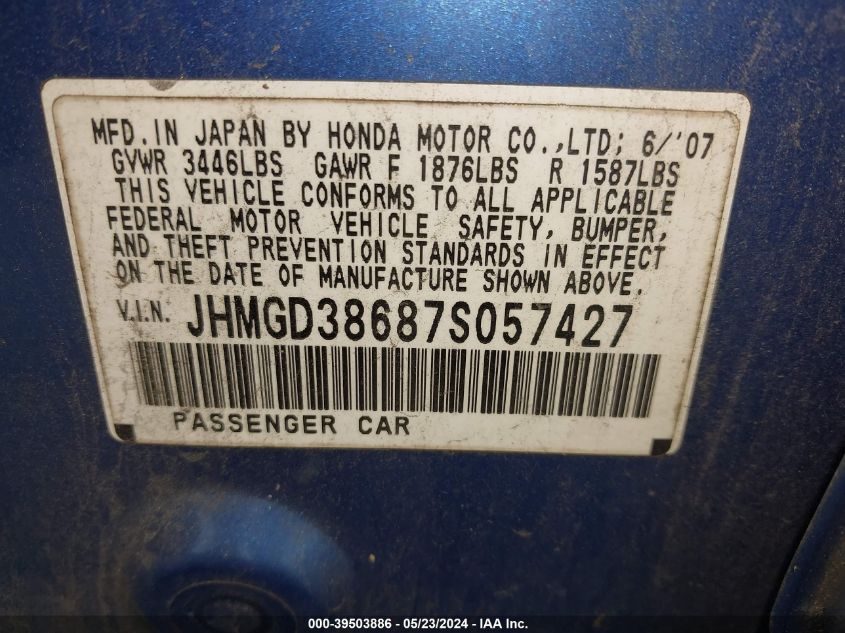 MFD. IN JAPAN BY HONDA MOTOR CO.,LTD; 6/'07
GVWR 3446LBS GAWR F 1876LBS R 1587LBS
THIS VEHICLE CONFORMS TO ALL APPLICABLE
FEDERAL MOTOR VEHICLE SAFETY, BUMPER,
AND THEFT PREVENTION STANDARDS IN EFFECT
ON THE DATE OF MANUFACTURE SHOWN ABOVE.
V.I.N. JHMGD38687S057427
PASSENGER CAR
000-39503886 - 05/23/2024 - IAA Inc.